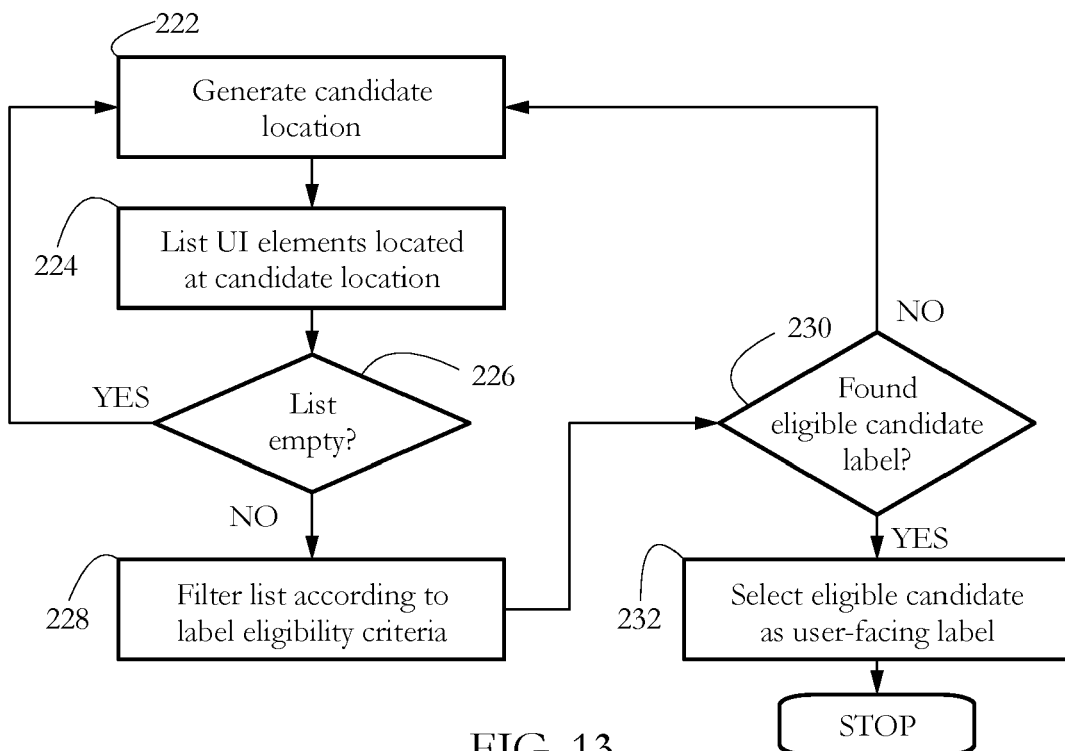 222
Generate candidate
location
224
List UI elements located
at candidate location
226
YES
List
empty?
NO
228
Filter list according to
label eligibility criteria
230
NO
Found
eligible candidate
label?
YES
232
Select eligible candidate
as user-facing label
STOP
FIG. 13